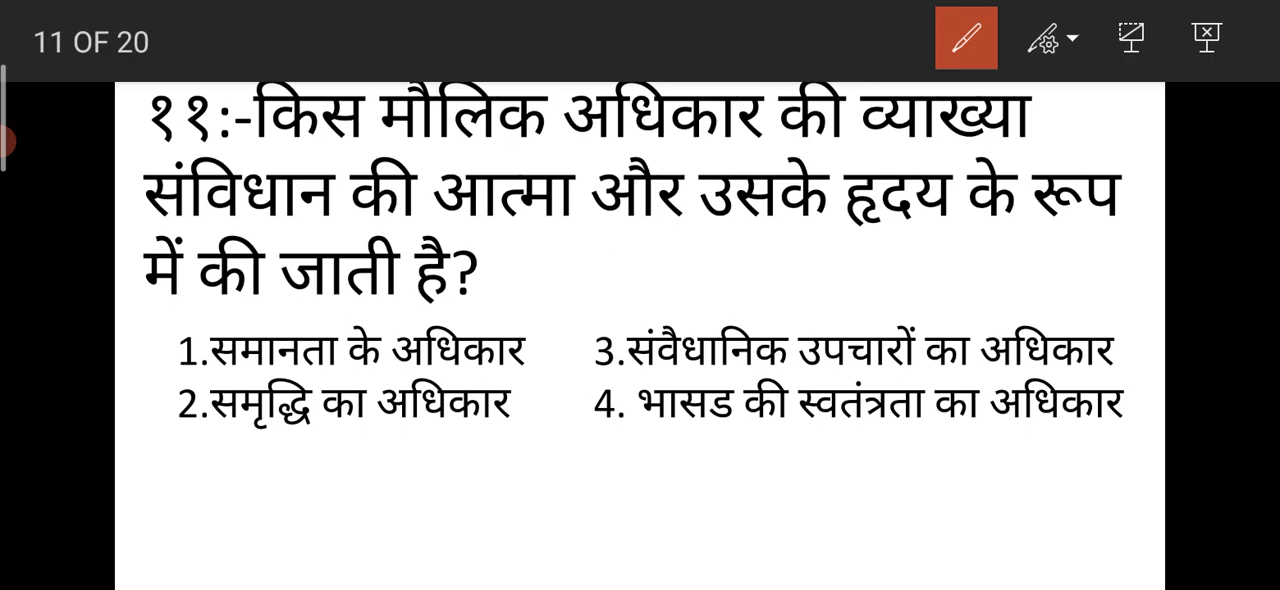 11 OF 20
११:-किस मौलिक अधिकार की व्याख्या
संविधान की आत्मा और उसके हृदय के रूप
में की जाती है?
1.समानता के अधिकार
2.समृद्धि का अधिकार
3.संवैधानिक उपचारों का अधिकार
4. भासड की स्वतंत्रता का अधिकार